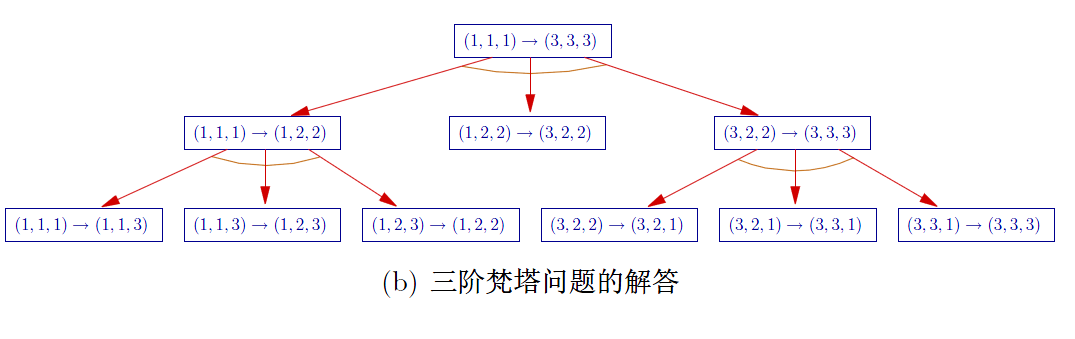 (1, 1, 1) → (3, 3, 3)
(1, 1, 1) → (1, 2, 2)
(1, 2, 2) → (3, 2, 2)
(3, 2, 2) → (3, 3, 3)
(1, 1, 1) → (1, 1, 3)
(1, 1, 3) → (1, 2, 3)
(1, 2, 3) → (1, 2, 2)
(3, 2, 2) → (3, 2, 1)
(3, 2, 1) → (3, 3, 1)
(3, 3, 1) → (3, 3, 3)
(b) 三阶梵塔问题的解答